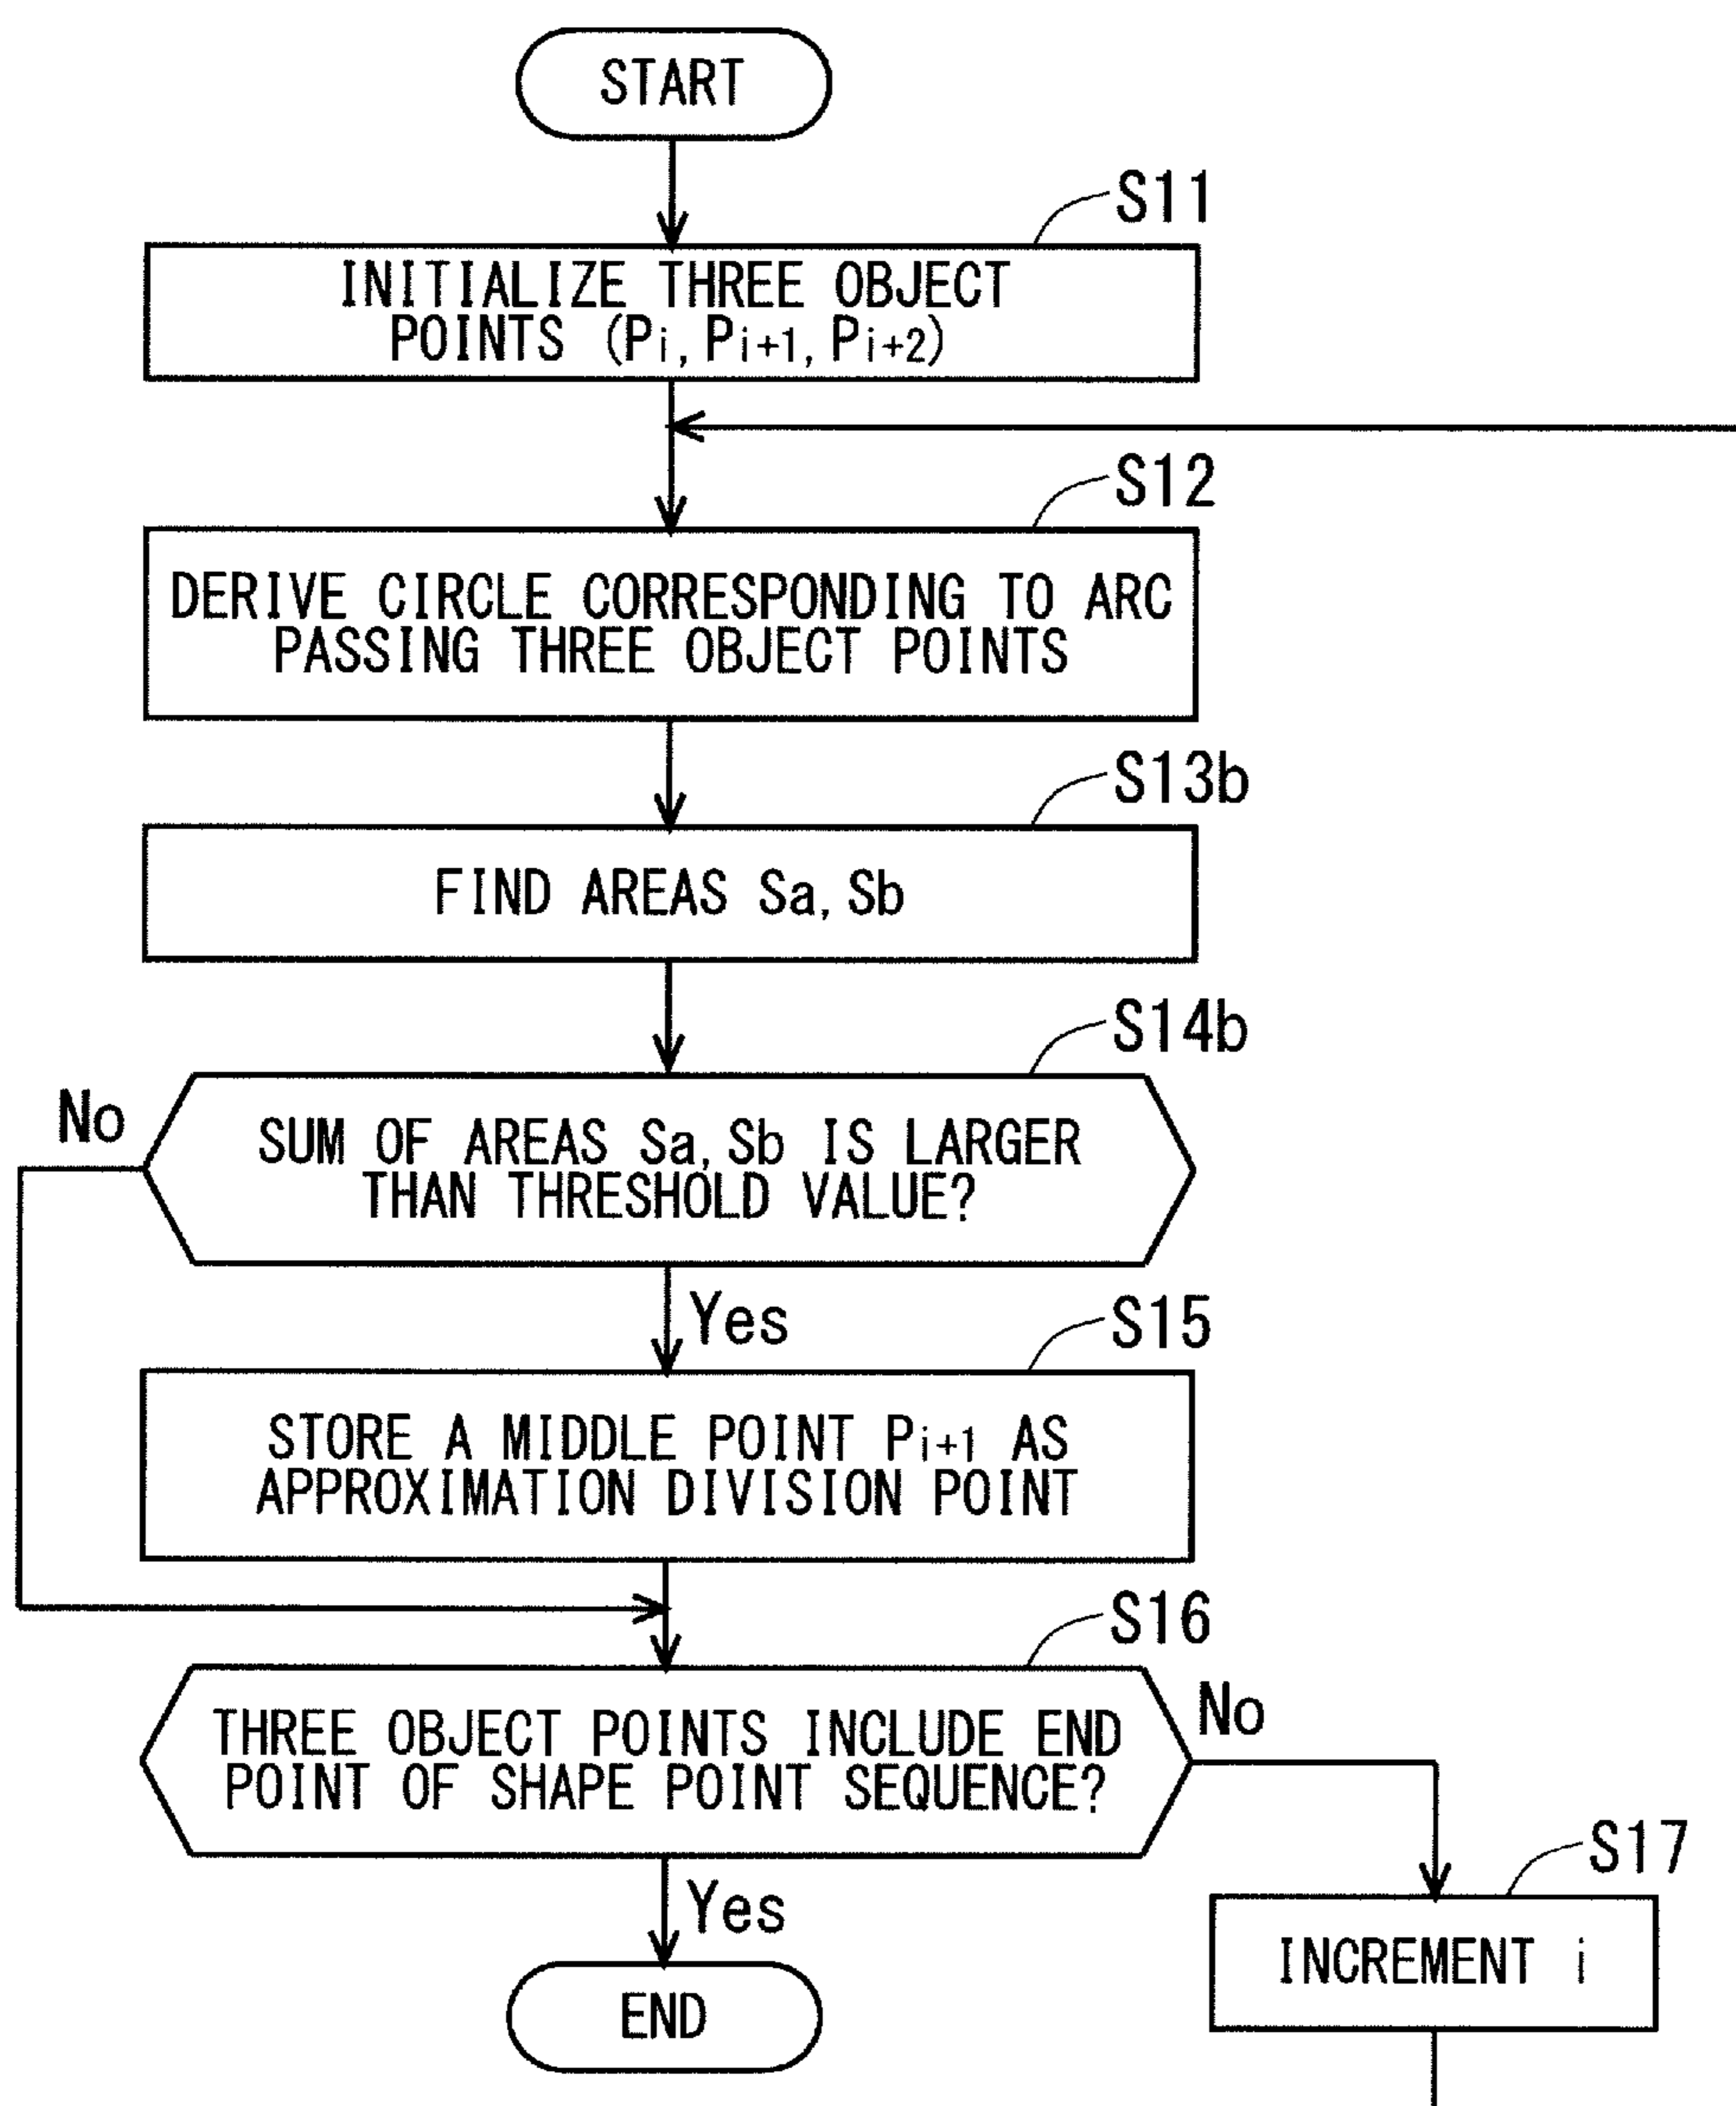 START
S11
INITIALIZE THREE OBJECT
POINTS (Pi, Pi+1, Pi+2)
S12
DERIVE CIRCLE CORRESPONDING TO ARC
PASSING THREE OBJECT POINTS
S13b
FIND AREAS Sa, Sb
S14b
No
SUM OF AREAS Sa, Sb IS LARGER
THAN THRESHOLD VALUE?
Yes
S15
STORE A MIDDLE POINT Pi+1 AS
APPROXIMATION DIVISION POINT
S16
THREE OBJECT POINTS INCLUDE END
POINT OF SHAPE POINT SEQUENCE?
No
S17
Yes
INCREMENT i
END